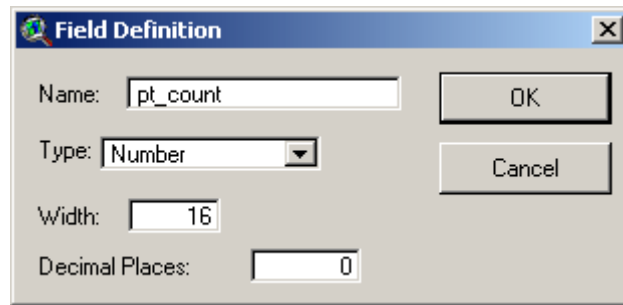 Field Definition
Name: pt_count
OK
Type: Number
Cancel
Width: 16
Decimal Places: 0